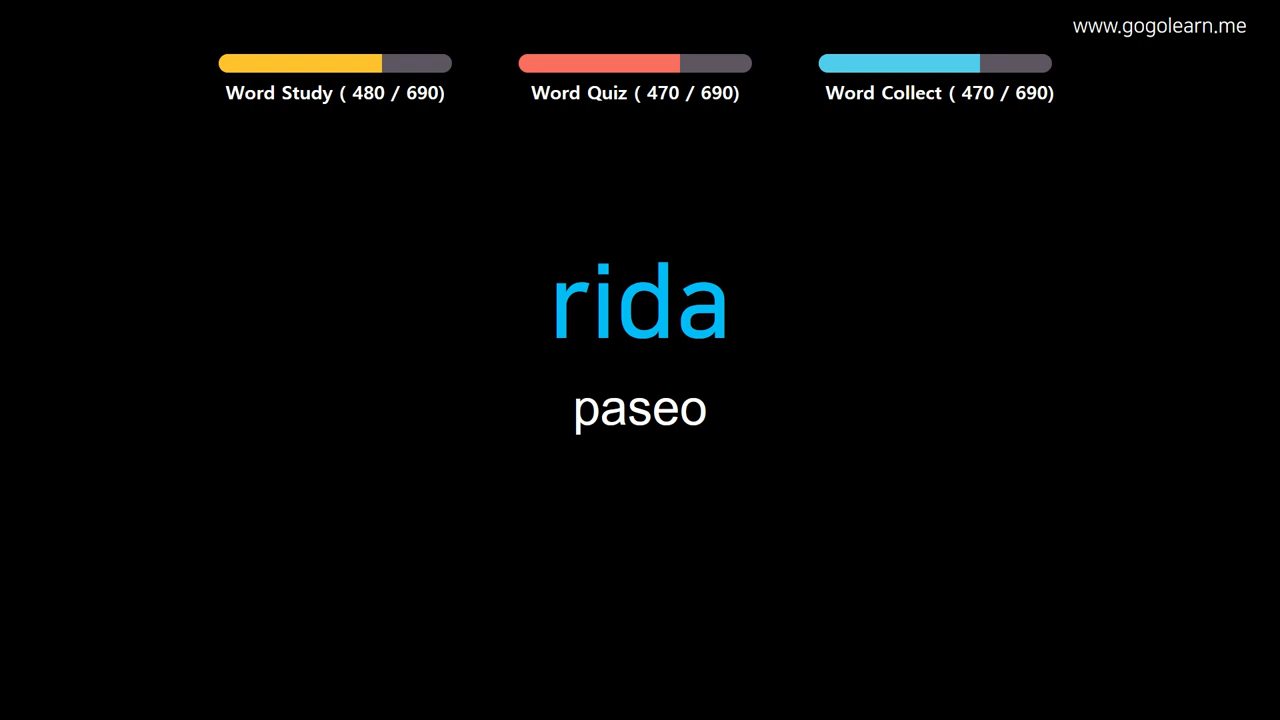 www.gogolearn.me
Word Study ( 480 / 690)
Word Quiz ( 470 / 690)
Word Collect ( 470 / 690)
rida
paseo